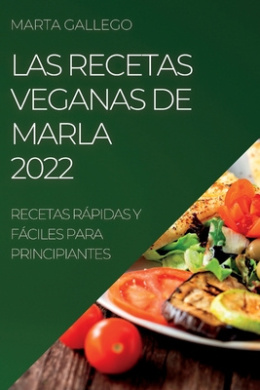 MARTA GALLEGO
LAS RECETAS
VEGANAS DE
MARLA
2022
RECETAS RÁPIDAS Y
FÁCILES PARA
PRINCIPIANTES